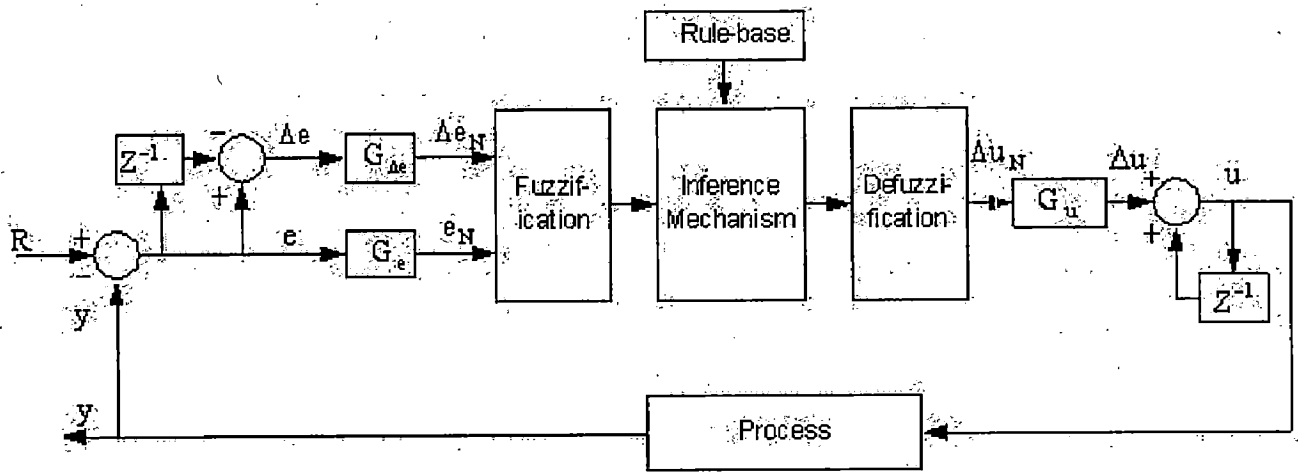 Rule-base
Δe
Δe_N
Z⁻¹
G_Δe
Fuzzif-
ication
Inference
Mechanism
Defuzzi-
fication
Δu_N
G_u
Δu
u
+
+
-
+
R
+
-
e
G_e
e_N
Z⁻¹
y
y
Process